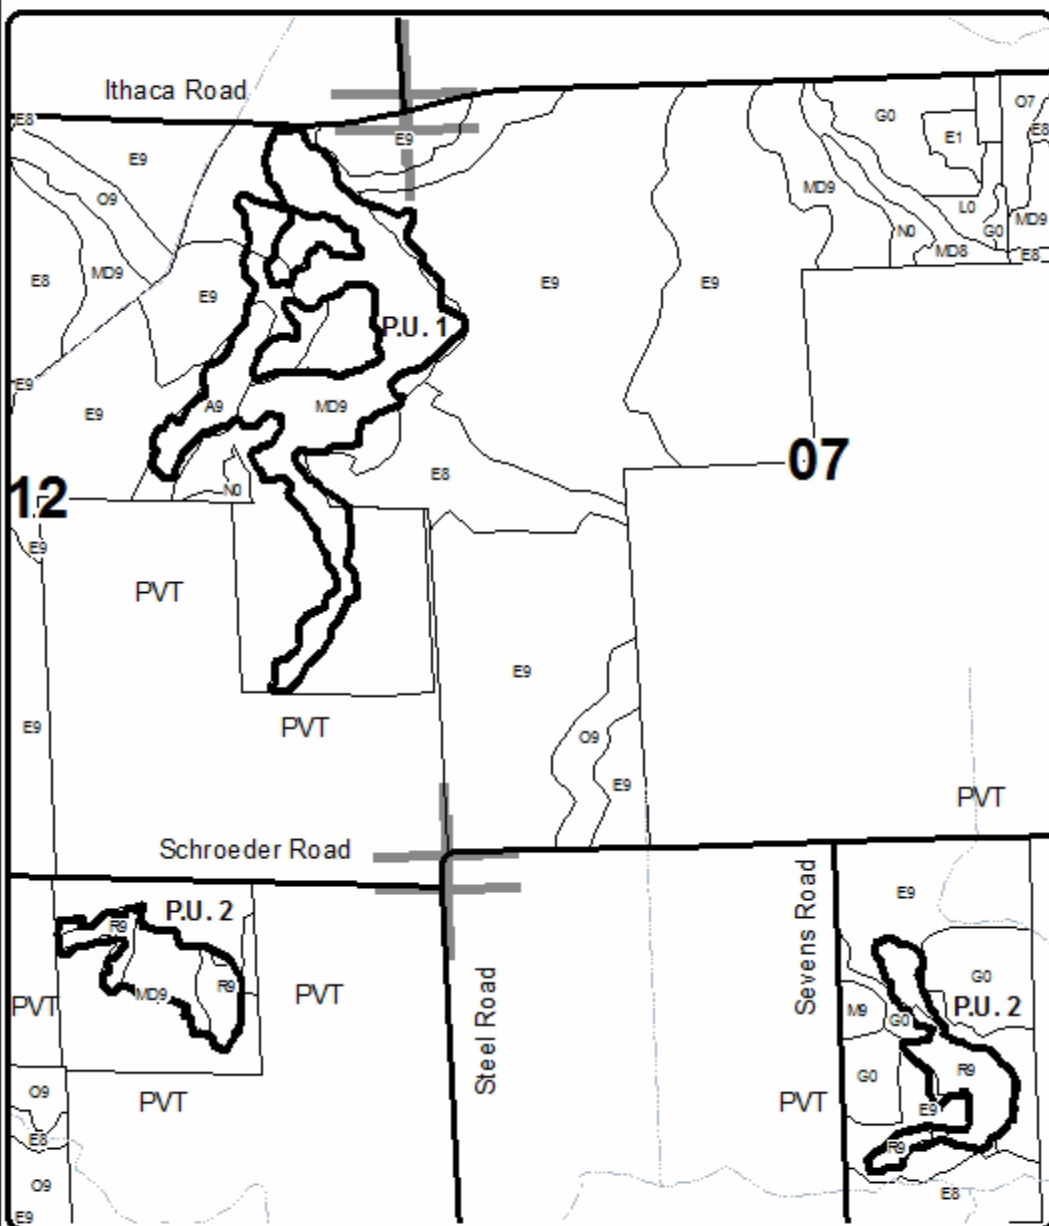 Ithaca Road
E8
E9
E9
G0
O7
E1
E8
O9
MD9
L0
MD9
N0
G0
MD8
E8
E8
MD9
E9
E9
E9
P.U. 1
E9
E9
A9
MD9
07
E8
N0
12
E9
PVT
E9
E9
PVT
O9
E9
PVT
Schroeder Road
P.U. 2
R9
E9
Sevens Road
G0
MD9
R9
PVT
PVT
P.U. 2
M9
G0
Steel Road
R9
G0
O9
PVT
PVT
E9
E8
R9
O9
E8
E9